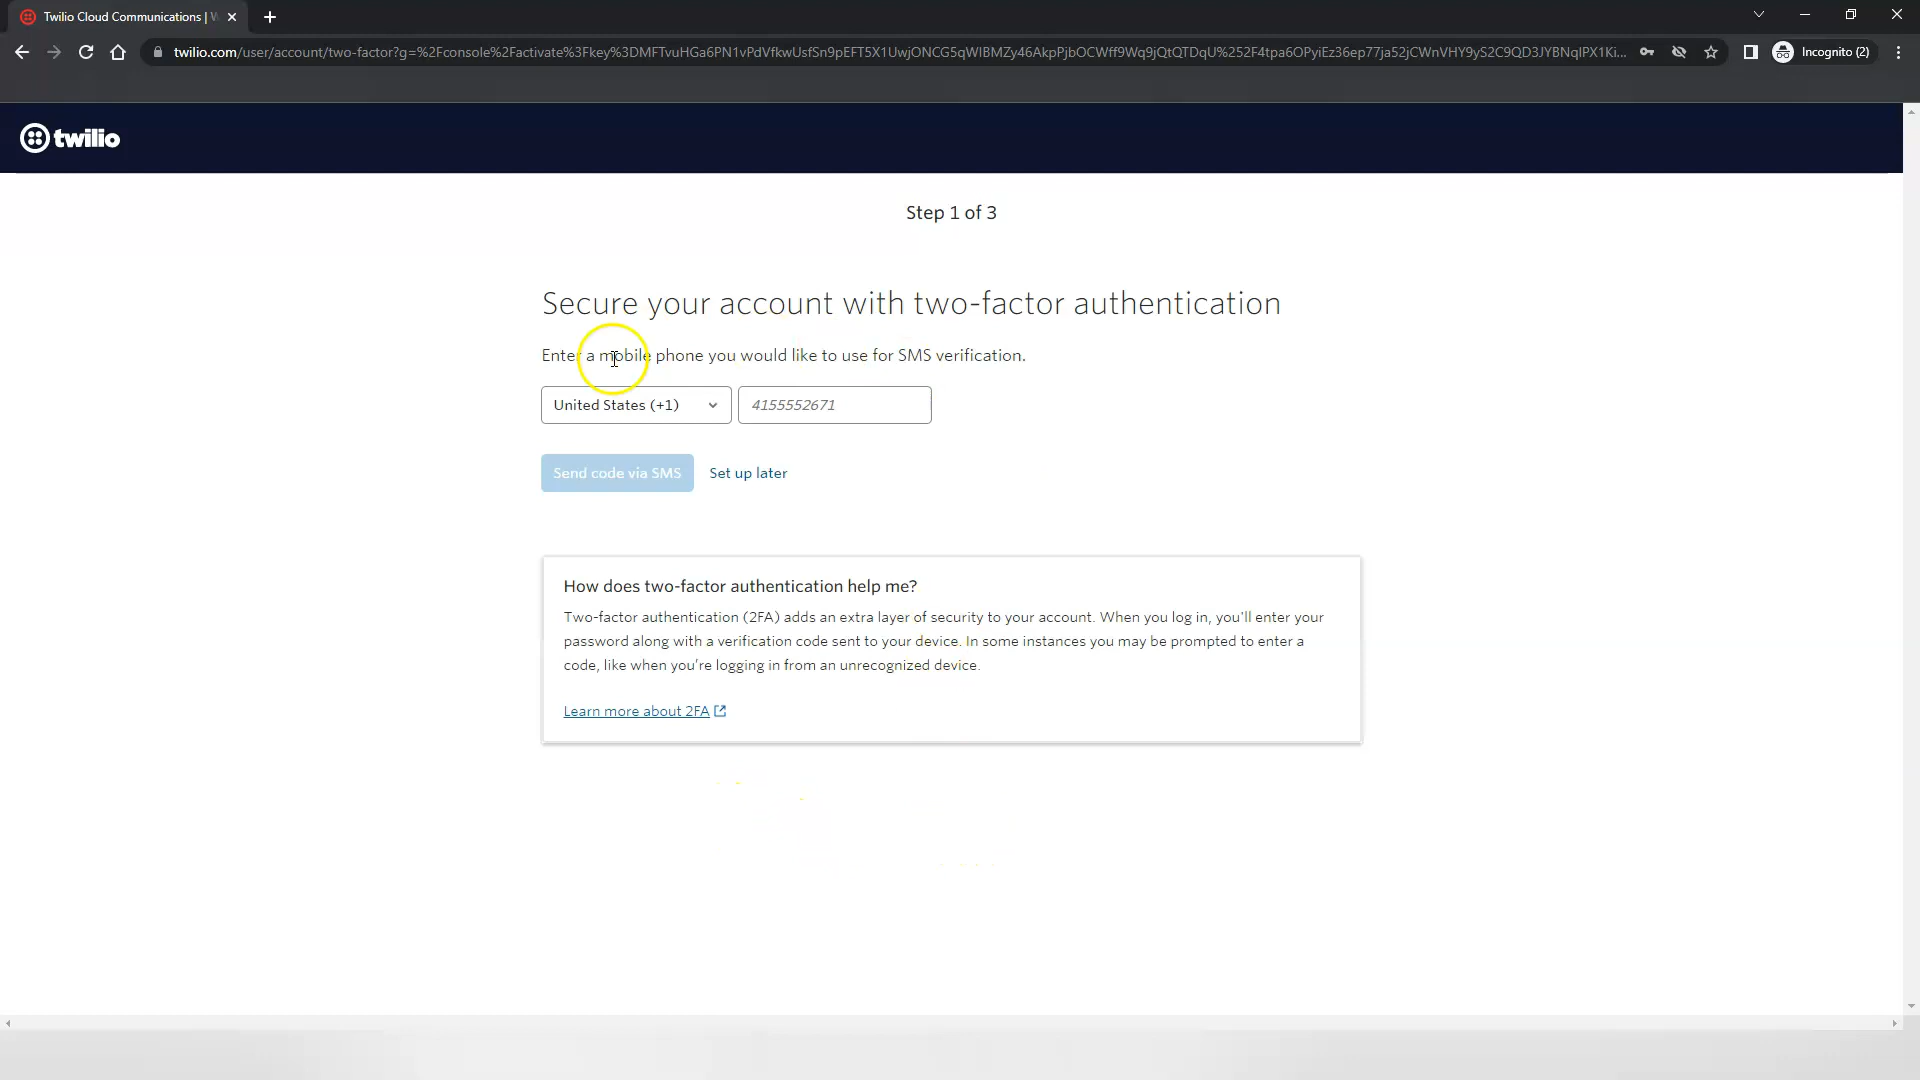 Twilio Cloud Communications | W
twilio.com/user/account/two-factor?g=%2Fconsole%2Factivate%3Fkey%3DMFTvuHGa6PN1vPdVfkwUsfSn9pEFT5X1UwjONCG5qWIBMZy46AkpPjbOCWff9Wq9jQtQTDqU%252F4tpa6OPyiEz36ep77ja52jCWnVHY9yS2C9QD3JYBNqIPX1Ki...
Incognito (2)
twilio
Step 1 of 3
Secure your account with two-factor authentication
Enter a mobile phone you would like to use for SMS verification.
United States (+1) 4155552671
Send code via SMS Set up later
How does two-factor authentication help me?
Two-factor authentication (2FA) adds an extra layer of security to your account. When you log in, you'll enter your
password along with a verification code sent to your device. In some instances you may be prompted to enter a
code, like when you're logging in from an unrecognized device.
Learn more about 2FA